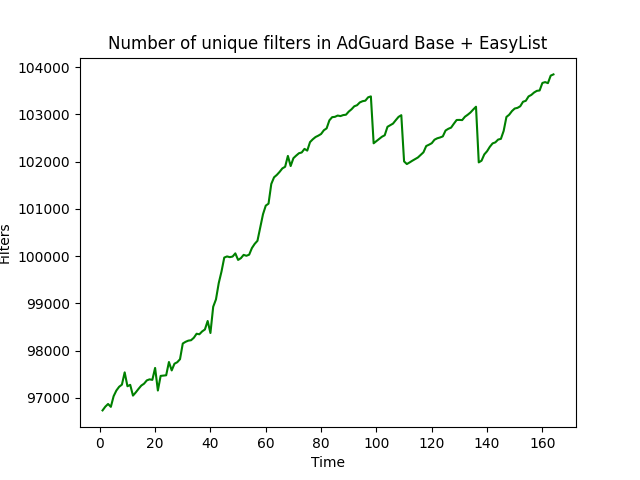 Number of unique filters in AdGuard Base + EasyList
104000
103000
102000
101000
100000
99000
98000
97000
Filters
0 20 40 60 80 100 120 140 160
Time